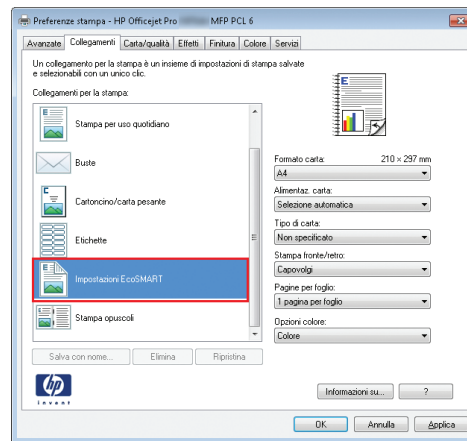 Preferenze stampa - HP Officejet Pro MFP PCL 6
Avanzate Collegamenti Carta/qualità Effetti Finitura Colore Servizi
Un collegamento per la stampa è un insieme di impostazioni di stampa salvate
e selezionabili con un unico clic.
Collegamenti per la stampa:
Stampa per uso quotidiano
Buste
Cartoncino/carta pesante
Etichette
Impostazioni EcoSMART
Stampa opuscoli
Salva con nome... Elimina Ripristina
E
Formato carta: 210 × 297 mm
A4
Alimentaz. carta:
Selezione automatica
Tipo di carta:
Non specificato
Stampa fronte/retro:
Capovolgi
Pagine per foglio:
1 pagina per foglio
Opzioni colore:
Colore
hp
invent
Informazioni su... ?
OK Annulla Applica